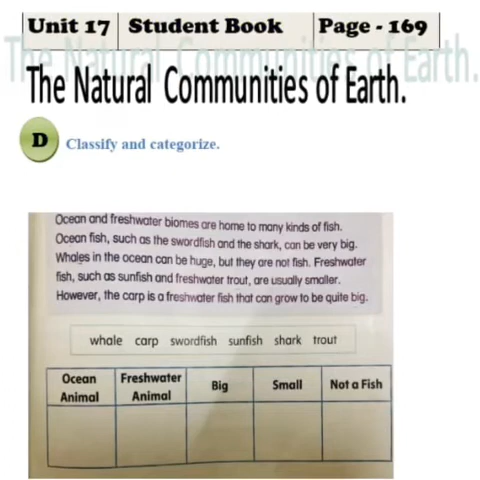 Unit 17 Student Book Page - 169
The Natural Communities of Earth.
The Natural Communities of Earth.
D Classify and categorize.
Ocean and freshwater biomes are home to many kinds of fish.
Ocean fish, such as the swordfish and the shark, can be very big.
Whales in the ocean can be huge, but they are not fish. Freshwater
fish, such as sunfish and freshwater trout, are usually smaller.
However, the carp is a freshwater fish that can grow to be quite big.
whale carp swordfish sunfish shark trout
Ocean Animal Freshwater Animal Big Small Not a Fish